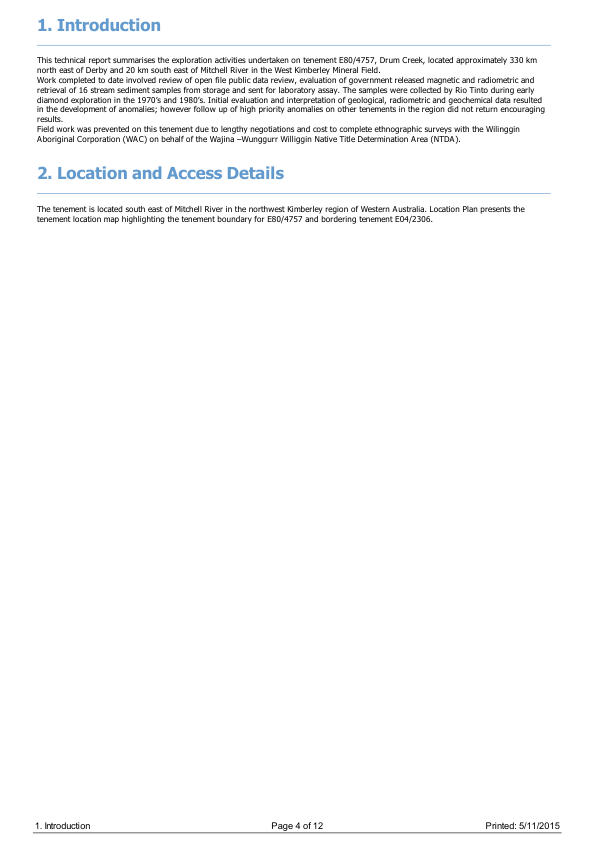 1. Introduction
This technical report summarises the exploration activities undertaken on tenement E80/4757, Drum Creek, located approximately 330 km
north east of Derby and 20 km south east of Mitchell River in the West Kimberley Mineral Field.
Work completed to date involved review of open file public data review, evaluation of government released magnetic and radiometric and
retrieval of 16 stream sediment samples from storage and sent for laboratory assay. The samples were collected by Rio Tinto during early
diamond exploration in the 1970's and 1980's. Initial evaluation and interpretation of geological, radiometric and geochemical data resulted
in the development of anomalies; however follow up of high priority anomalies on other tenements in the region did not return encouraging
results.
Field work was prevented on this tenement due to lengthy negotiations and cost to complete ethnographic surveys with the Wilinggin
Aboriginal Corporation (WAC) on behalf of the Wajina –Wunggurr Williggin Native Title Determination Area (NTDA).
2. Location and Access Details
The tenement is located south east of Mitchell River in the northwest Kimberley region of Western Australia. Location Plan presents the
tenement location map highlighting the tenement boundary for E80/4757 and bordering tenement E04/2306.
1. Introduction Page 4 of 12 Printed: 5/11/2015